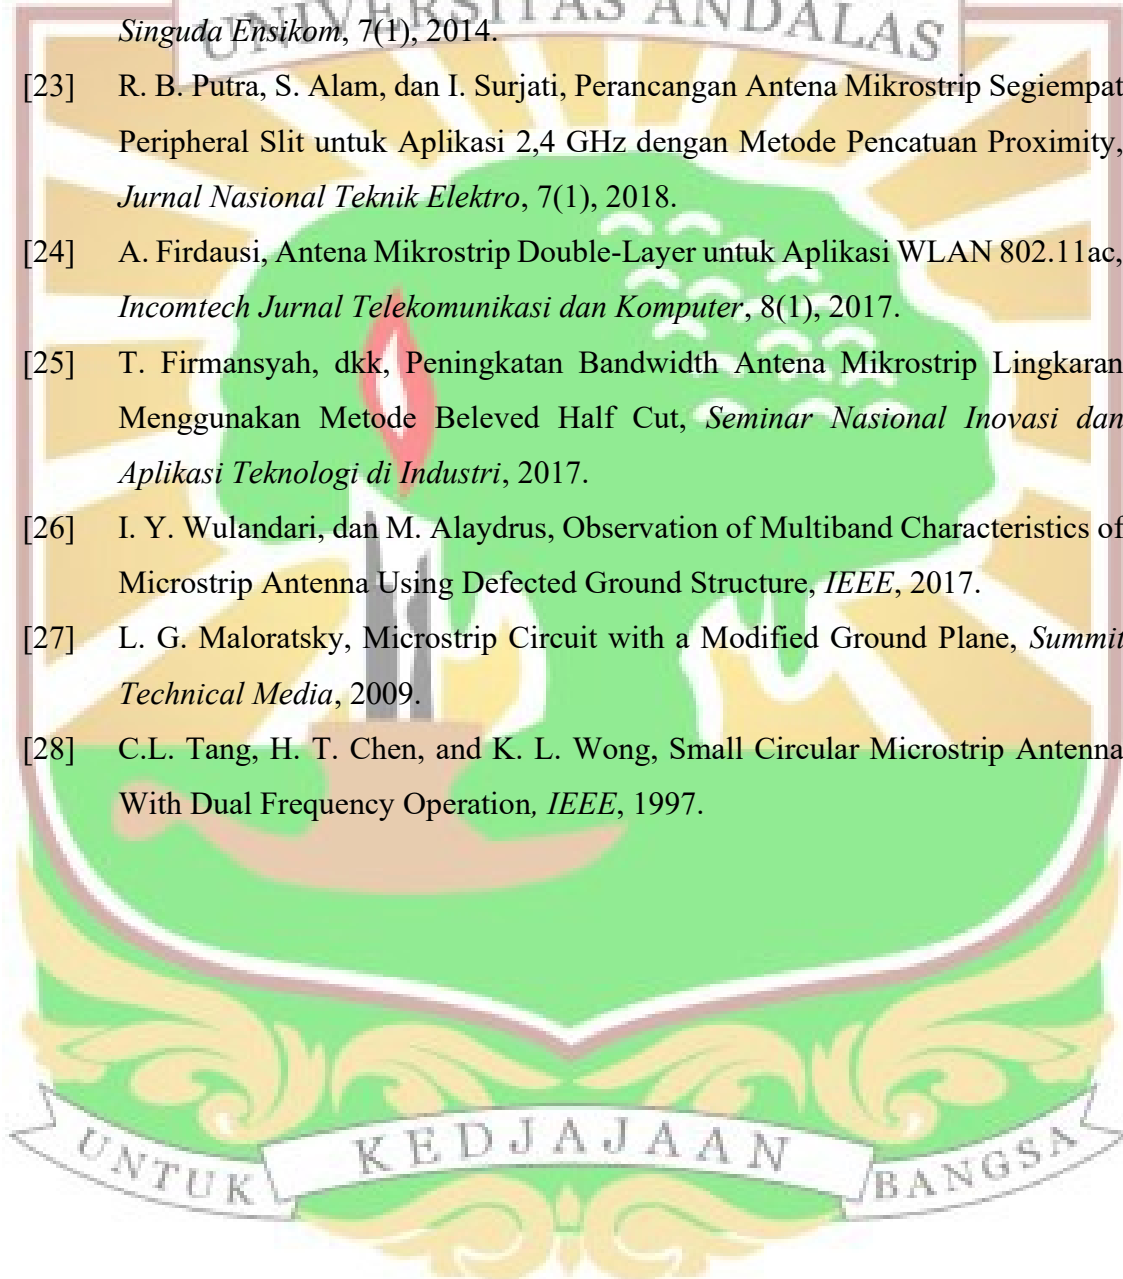 UNIVERSITAS ANDALAS
Singuda Ensikom, 7(1), 2014.
[23] R. B. Putra, S. Alam, dan I. Surjati, Perancangan Antena Mikrostrip Segiempat
Peripheral Slit untuk Aplikasi 2,4 GHz dengan Metode Pencatuan Proximity,
Jurnal Nasional Teknik Elektro, 7(1), 2018.
[24] A. Firdausi, Antena Mikrostrip Double-Layer untuk Aplikasi WLAN 802.11ac,
Incomtech Jurnal Telekomunikasi dan Komputer, 8(1), 2017.
[25] T. Firmansyah, dkk, Peningkatan Bandwidth Antena Mikrostrip Lingkaran
Menggunakan Metode Beleved Half Cut, Seminar Nasional Inovasi dan
Aplikasi Teknologi di Industri, 2017.
[26] I. Y. Wulandari, dan M. Alaydrus, Observation of Multiband Characteristics of
Microstrip Antenna Using Defected Ground Structure, IEEE, 2017.
[27] L. G. Maloratsky, Microstrip Circuit with a Modified Ground Plane, Summit
Technical Media, 2009.
[28] C.L. Tang, H. T. Chen, and K. L. Wong, Small Circular Microstrip Antenna
With Dual Frequency Operation, IEEE, 1997.
UNTUK KEDJAJAAN BANGSA